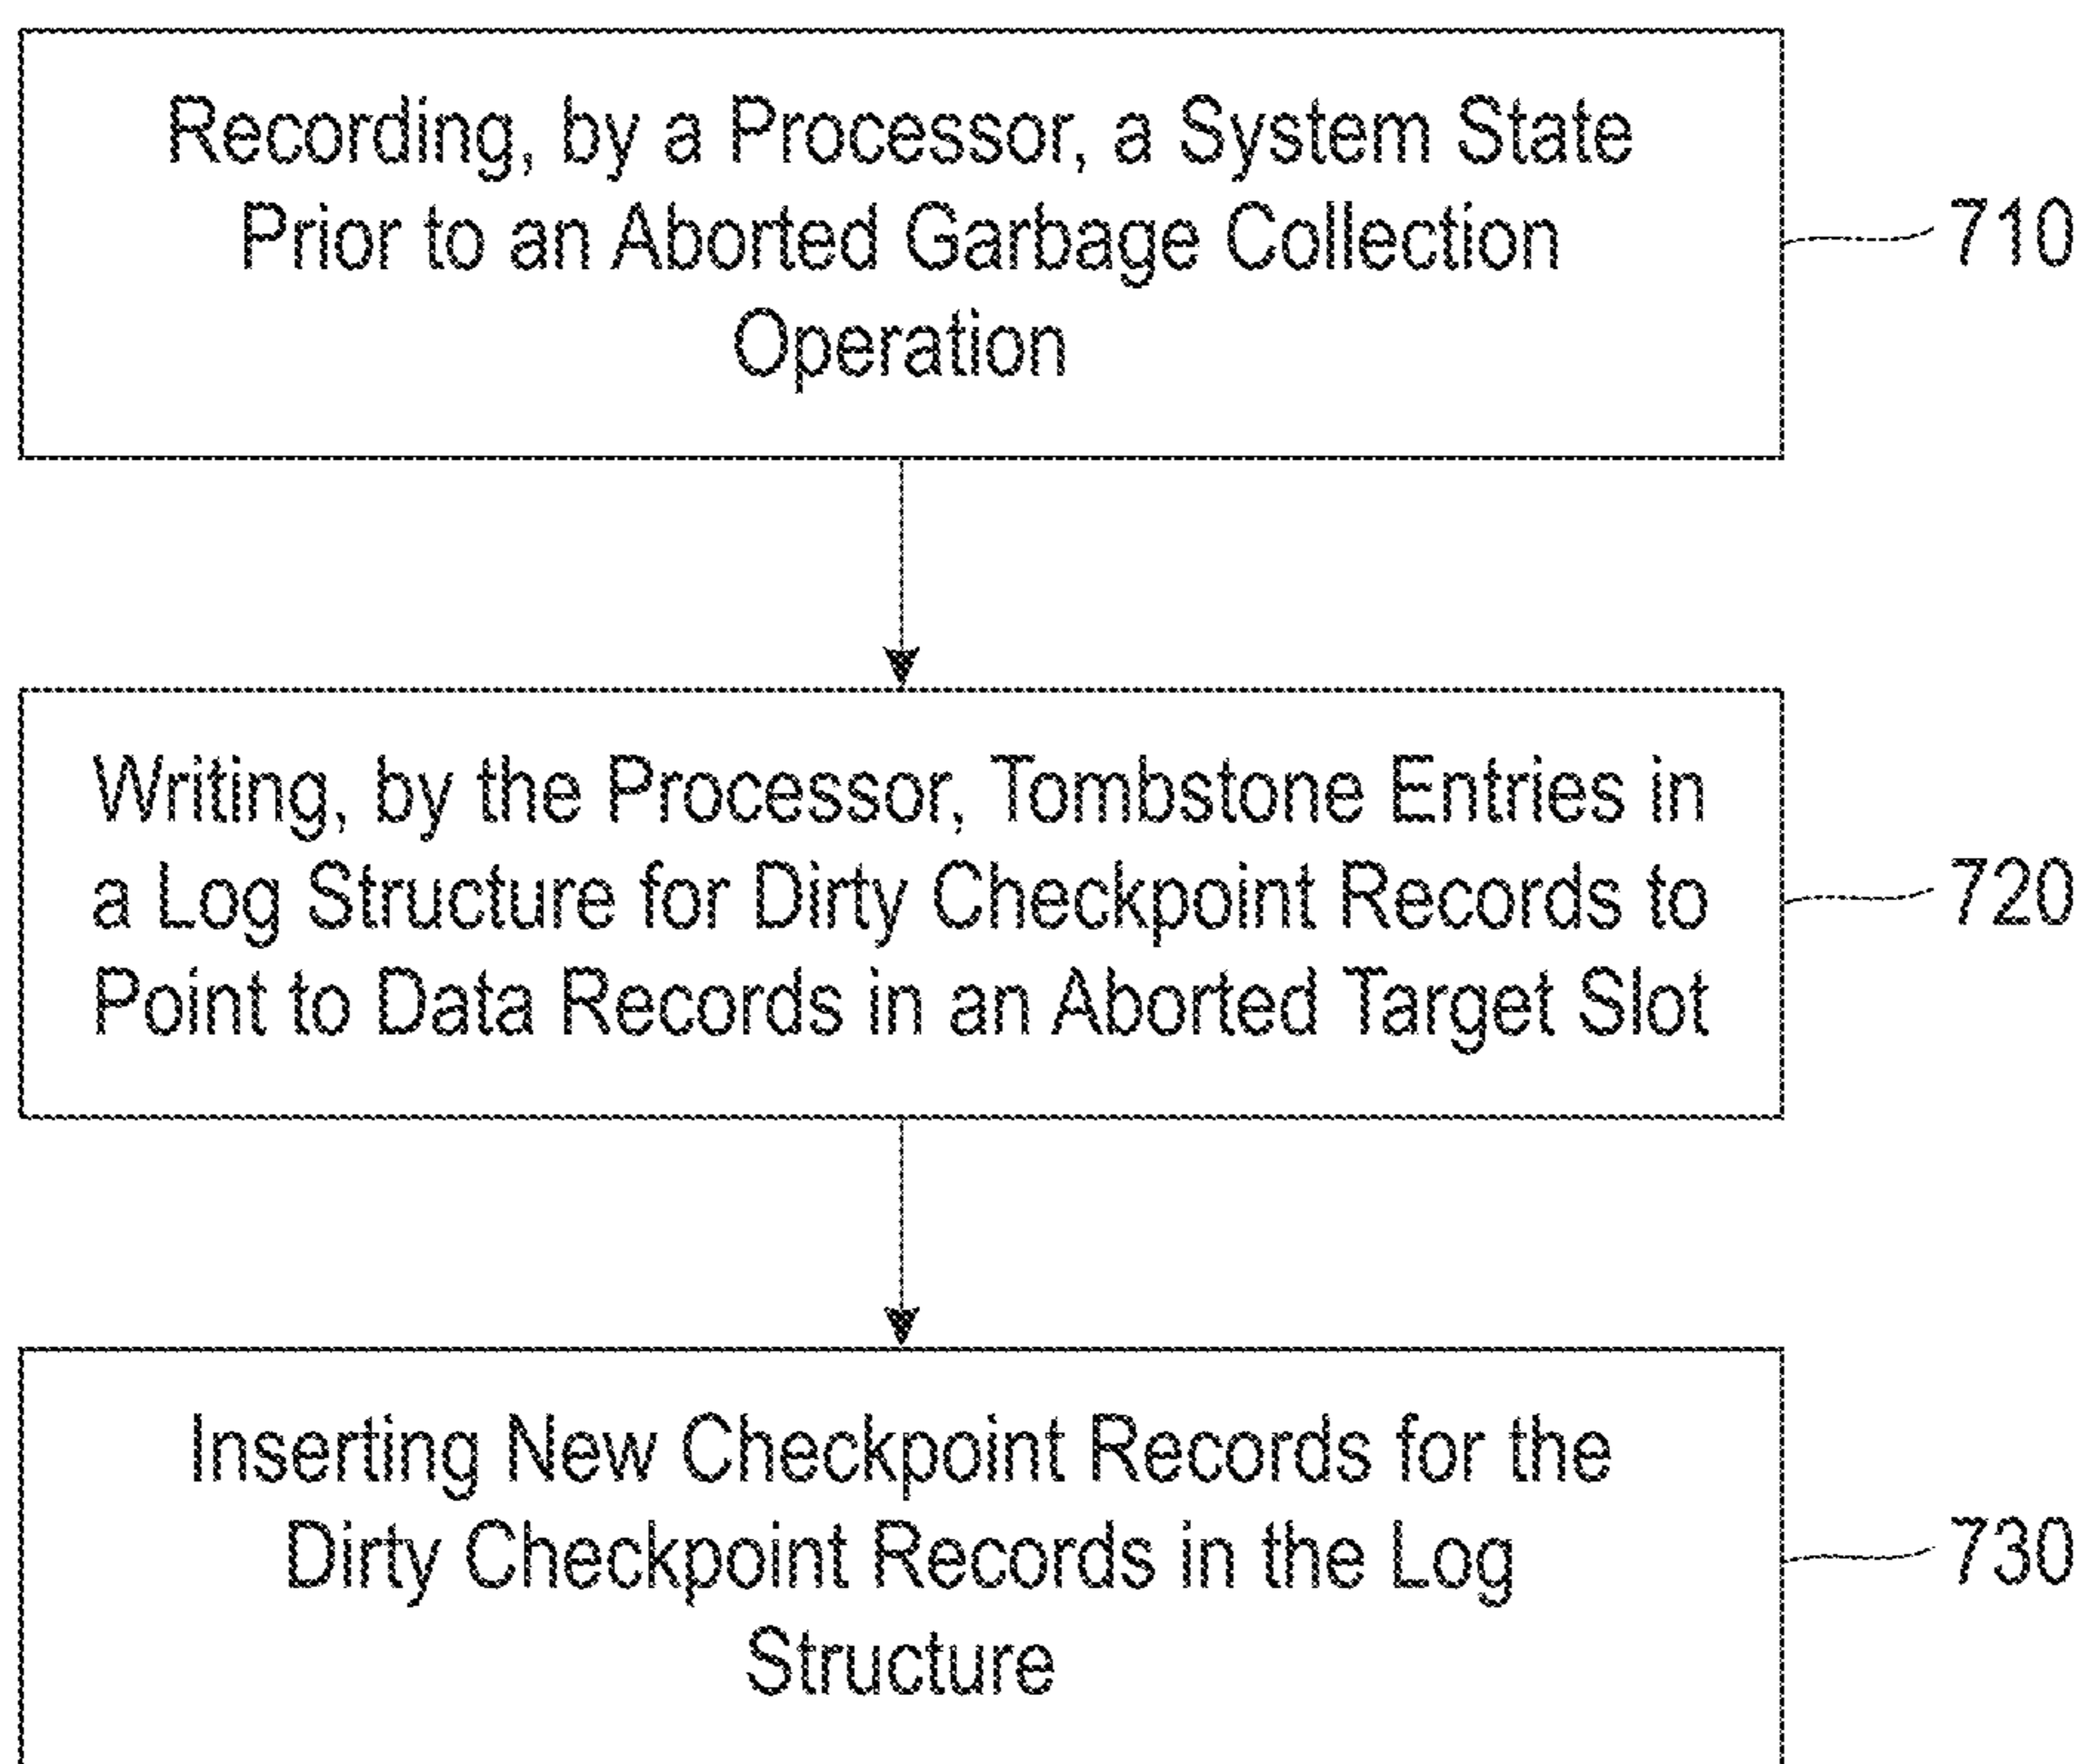 Recording, by a Processor, a System State
Prior to an Aborted Garbage Collection
Operation
710
Writing, by the Processor, Tombstone Entries in
a Log Structure for Dirty Checkpoint Records to
Point to Data Records in an Aborted Target Slot
720
Inserting New Checkpoint Records for the
Dirty Checkpoint Records in the Log
Structure
730